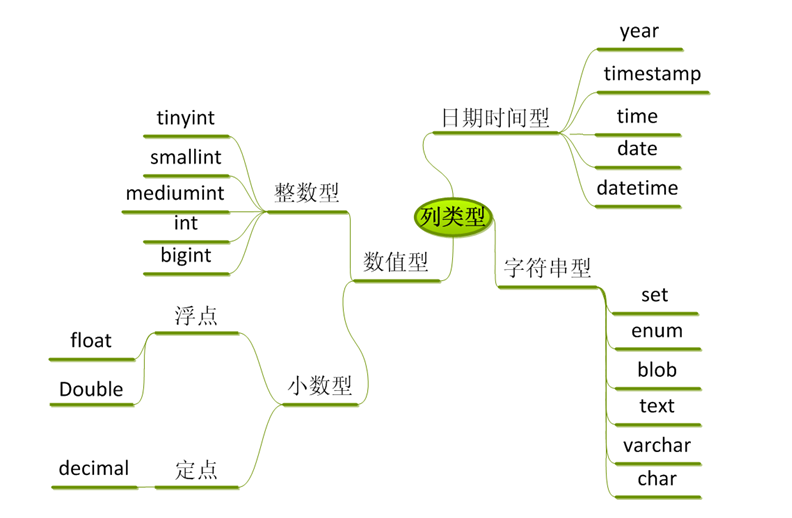 列类型
日期时间型
year
timestamp
time
date
datetime
字符串型
set
enum
blob
text
varchar
char
数值型
整数型
tinyint
smallint
mediumint
int
bigint
小数型
浮点
float
Double
定点
decimal